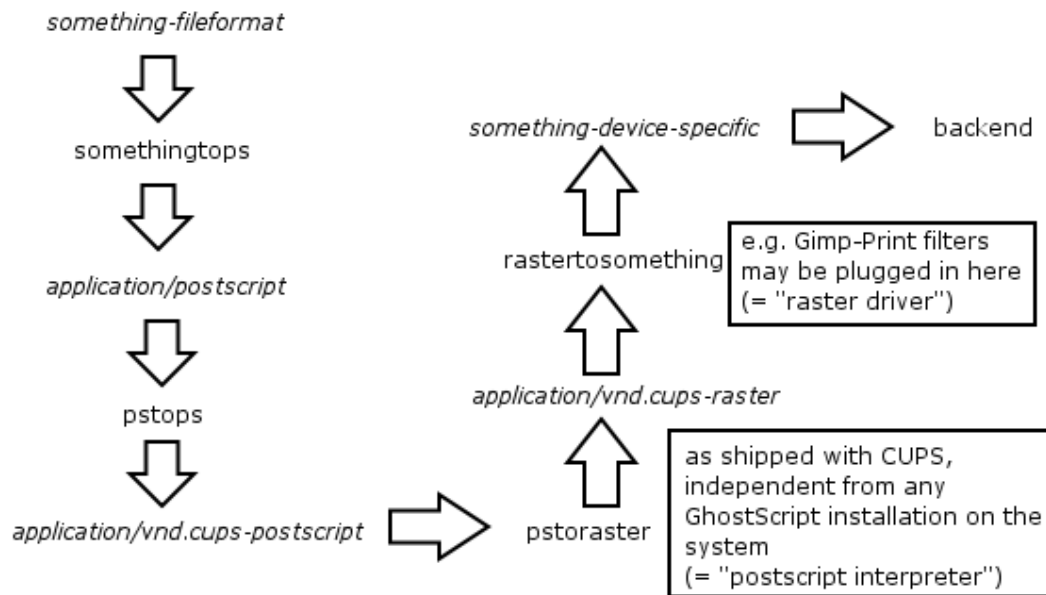 something-fileformat
somethingtops
application/postscript
pstops
application/vnd.cups-postscript
pstoraster
as shipped with CUPS,
independent from any
GhostScript installation on the
system
(= "postscript interpreter")
application/vnd.cups-raster
rastertosomething
e.g. Gimp-Print filters
may be plugged in here
(= "raster driver")
something-device-specific
backend